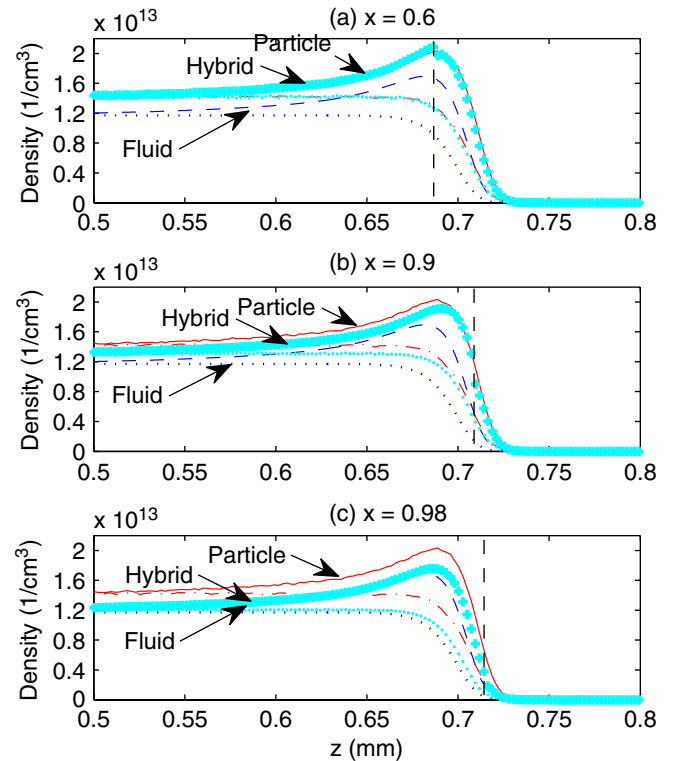 x 10^13 (a) x = 0.6
Particle
Hybrid
Fluid
Density (1/cm^3)
2
1.6
1.2
0.8
0.4
0
0.5 0.55 0.6 0.65 0.7 0.75 0.8
x 10^13 (b) x = 0.9
Particle
Hybrid
Fluid
Density (1/cm^3)
2
1.6
1.2
0.8
0.4
0
0.5 0.55 0.6 0.65 0.7 0.75 0.8
x 10^13 (c) x = 0.98
Particle
Hybrid
Fluid
Density (1/cm^3)
2
1.6
1.2
0.8
0.4
0
0.5 0.55 0.6 0.65 0.7 0.75 0.8
z (mm)